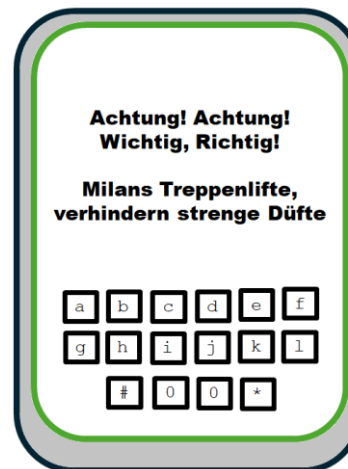 Achtung! Achtung!
Wichtig, Richtig!
Milans Treppenlifte,
verhindern strenge Düfte
a b c d e f
g h i j k l
# 0 0 *